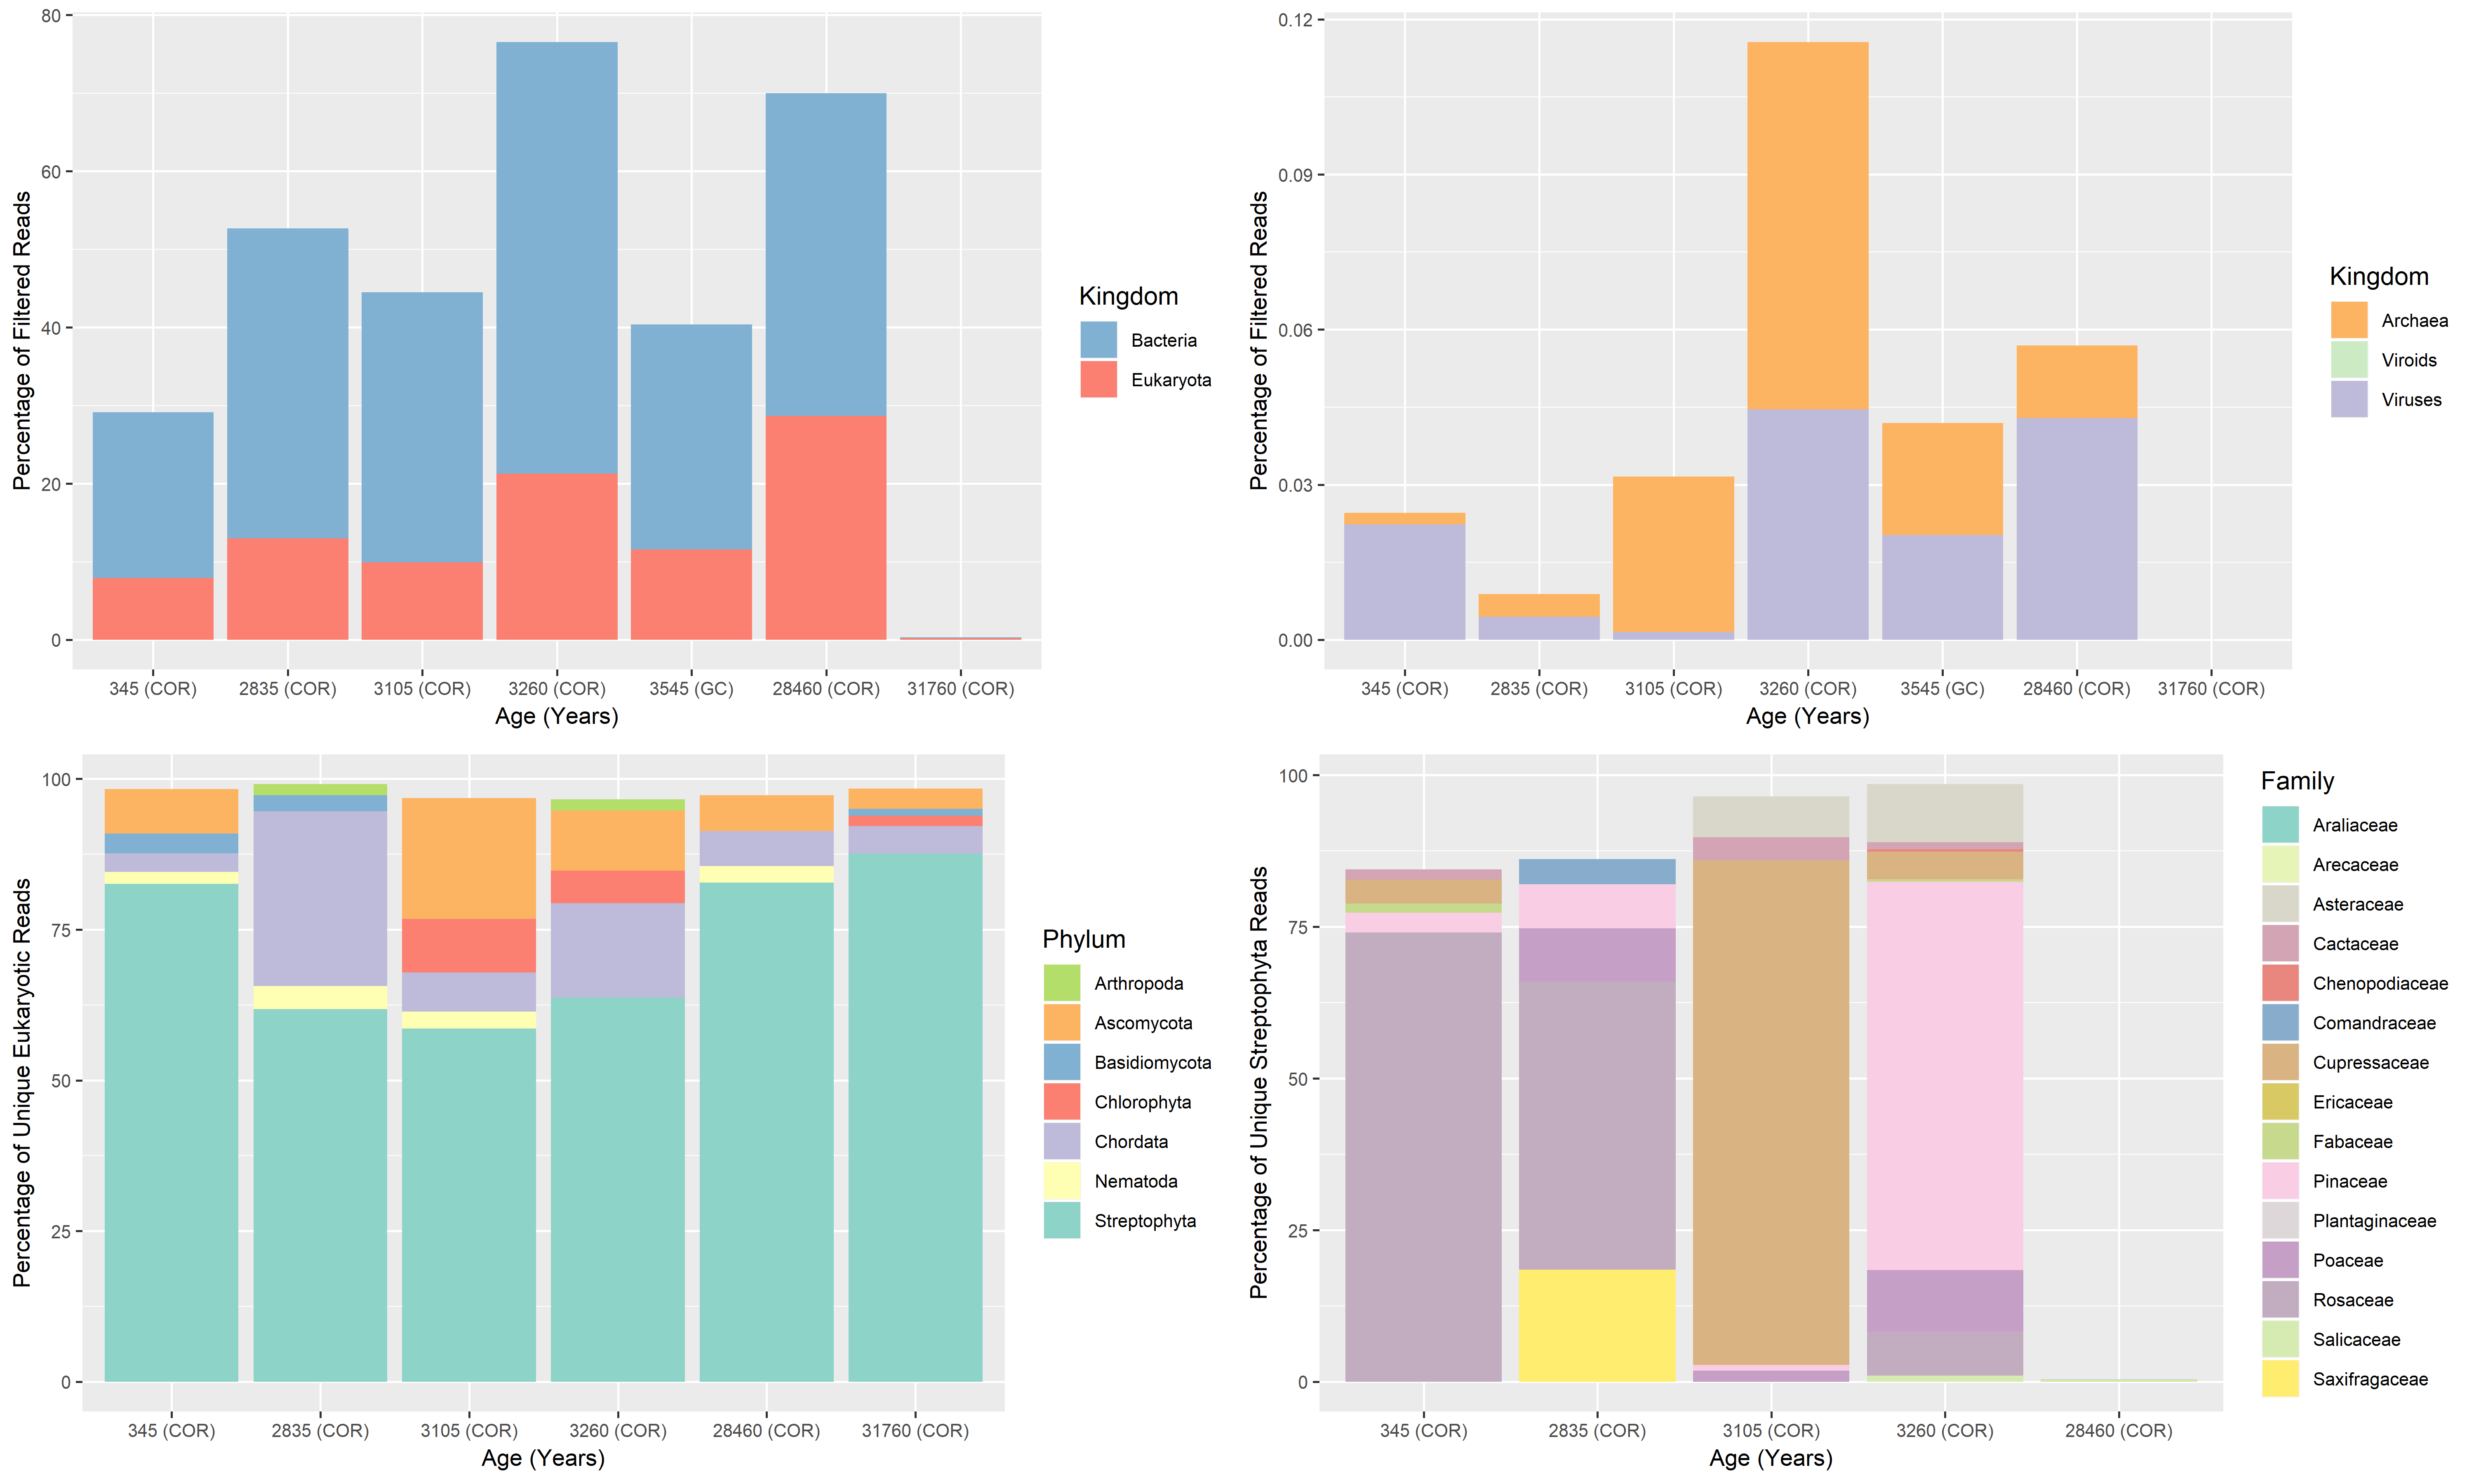 80
60
40
20
0
Percentage of Filtered Reads
345 (COR) 2835 (COR) 3105 (COR) 3260 (COR) 3545 (GC) 28460 (COR) 31760 (COR)
Age (Years)
Kingdom
Bacteria
Eukaryota
0.12
0.09
0.06
0.03
0.00
Percentage of Filtered Reads
345 (COR) 2835 (COR) 3105 (COR) 3260 (COR) 3545 (GC) 28460 (COR) 31760 (COR)
Age (Years)
Kingdom
Archaea
Viroids
Viruses
100
75
50
25
0
Percentage of Unique Eukaryotic Reads
345 (COR) 2835 (COR) 3105 (COR) 3260 (COR) 28460 (COR) 31760 (COR)
Age (Years)
Phylum
Arthropoda
Ascomycota
Basidiomycota
Chlorophyta
Chordata
Nematoda
Streptophyta
100
75
50
25
0
Percentage of Unique Streptophyta Reads
345 (COR) 2835 (COR) 3105 (COR) 3260 (COR) 28460 (COR)
Age (Years)
Family
Araliaceae
Arecaceae
Asteraceae
Cactaceae
Chenopodiaceae
Comandraceae
Cupressaceae
Ericaceae
Fabaceae
Pinaceae
Plantaginaceae
Poaceae
Rosaceae
Salicaceae
Saxifragaceae